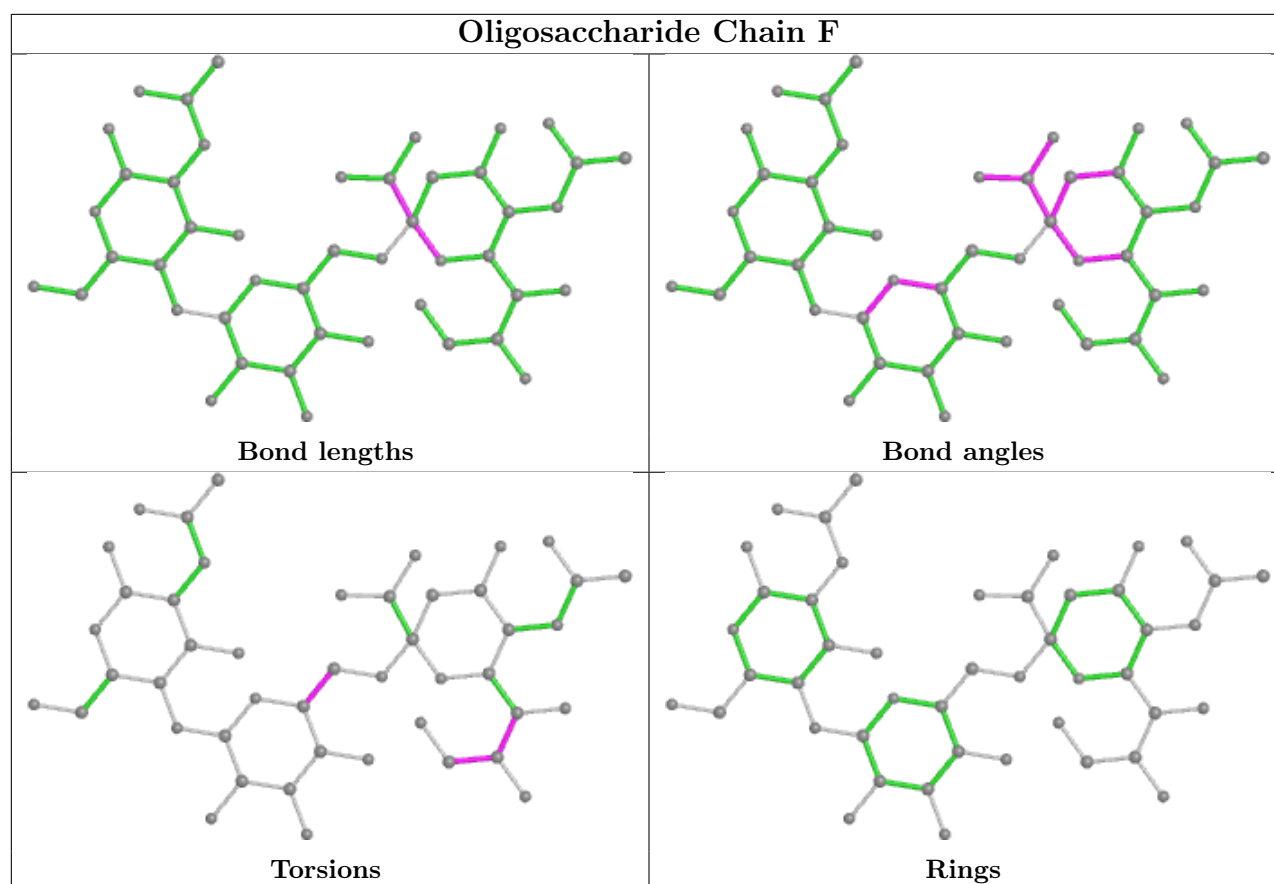 Oligosaccharide Chain F
Bond lengths
Bond angles
Torsions
Rings